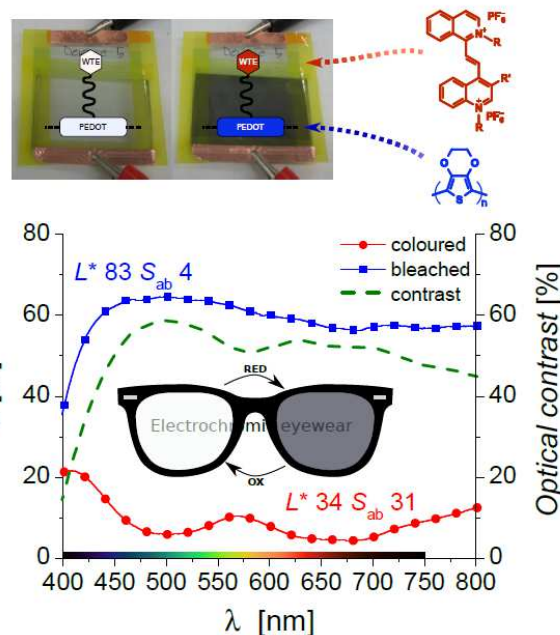 Device 5
WTE
WTE
PEDOT
PEDOT
PF6-
N+
R
R'
N+
PF6-
R
O
O
S
n
80
60
40
20
0
L* 83 Sab 4
coloured
bleached
contrast
RED
Electrochromic eyewear
OX
L* 34 Sab 31
80
60
40
20
0
Optical contrast [%]
400
450
500
550
600
650
700
750
800
λ [nm]